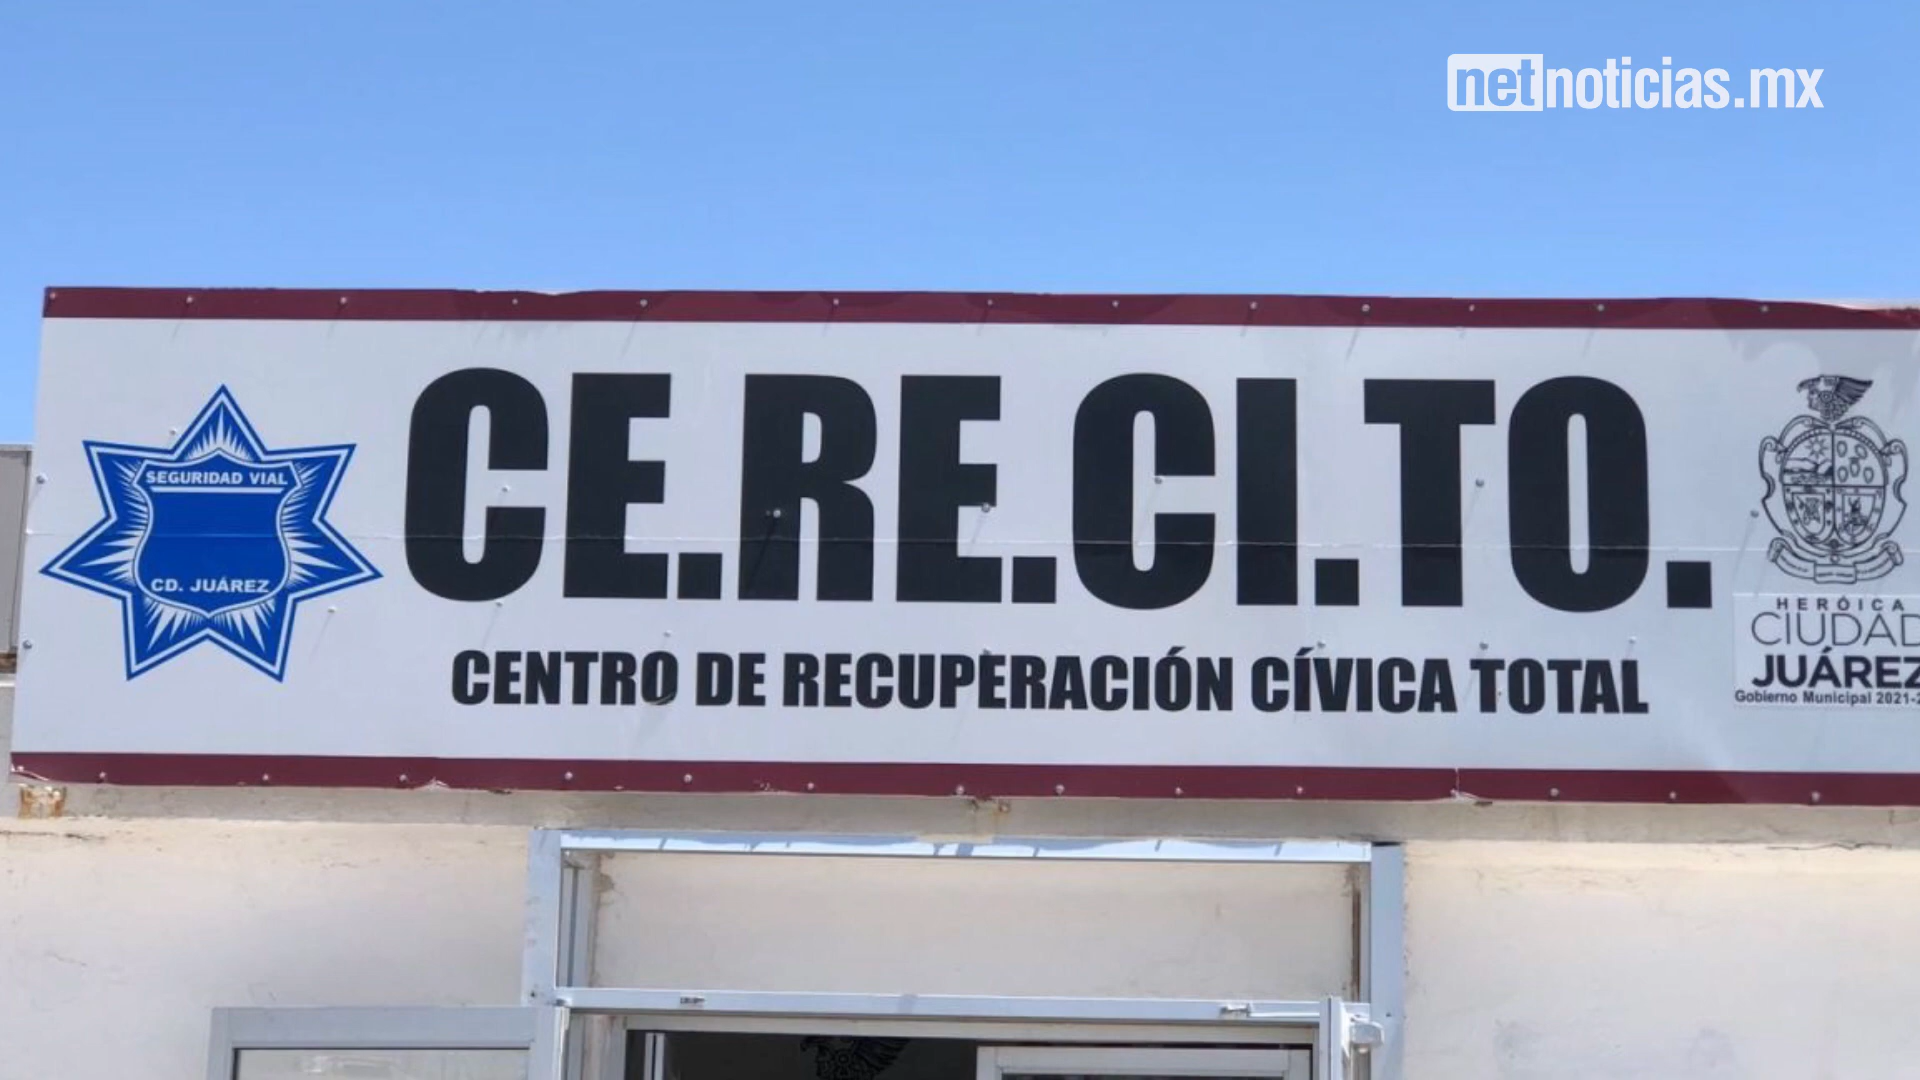 netnoticias.mx
CE.RE.CI.TO.
SEGURIDAD VIAL
CD. JUÁREZ
CENTRO DE RECUPERACIÓN CÍVICA TOTAL
HERÓICA
CIUDAD
JUÁREZ
Gobierno Municipal 2021-2